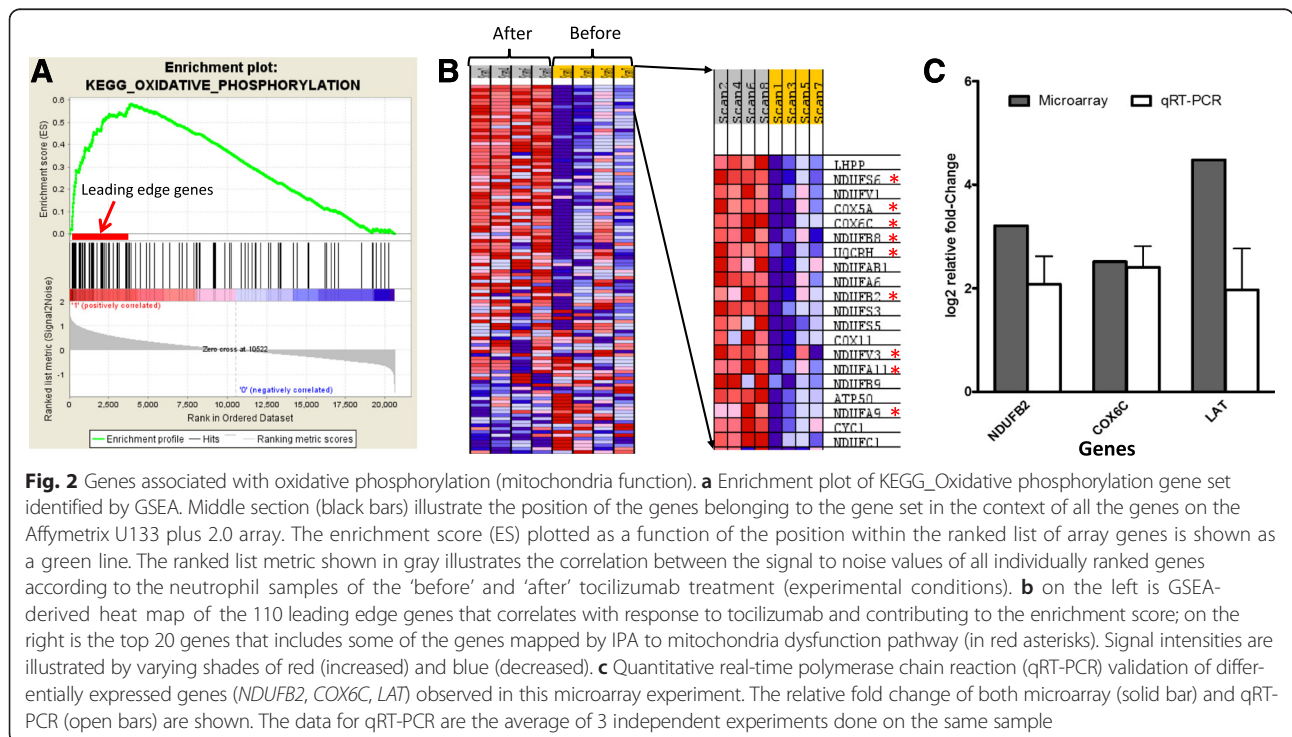 A
Enrichment plot:
KEGG_OXIDATIVE_PHOSPHORYLATION
Enrichment score (ES)
0.6
0.5
0.4
0.3
0.2
0.1
0.0
Leading edge genes
Ranked list metric (Signal2Noise)
2
1
0
-1
'1' (positively correlated)
Zero cross at 10522
'0' (negatively correlated)
0
2,500
5,000
7,500
10,000
12,500
15,000
17,500
20,000
Rank in Ordered Dataset
Enrichment profile
Hits
Ranking metric scores
B
After
Before
Scan2
Scan4
Scan6
Scan8
Scan1
Scan3
Scan5
Scan7
LHPP
NDUFS6 *
NDUFV1
COX5A *
COX6C *
NDUFB8 *
UQCRH *
NDUFAB1
NDUFA6
NDUFB2 *
NDUFS3
NDUFS5
COX11
NDUFV3 *
NDUFA11 *
NDUFB9
ATP5O
NDUFA9 *
CYC1
NDUFC1
C
log2 relative fold-Change
6
4
2
0
Microarray
qRT-PCR
NDUFB2
COX6C
LAT
Genes
Fig. 2 Genes associated with oxidative phosphorylation (mitochondria function). a Enrichment plot of KEGG_Oxidative phosphorylation gene set
identified by GSEA. Middle section (black bars) illustrate the position of the genes belonging to the gene set in the context of all the genes on the
Affymetrix U133 plus 2.0 array. The enrichment score (ES) plotted as a function of the position within the ranked list of array genes is shown as
a green line. The ranked list metric shown in gray illustrates the correlation between the signal to noise values of all individually ranked genes
according to the neutrophil samples of the 'before' and 'after' tocilizumab treatment (experimental conditions). b on the left is GSEA-
derived heat map of the 110 leading edge genes that correlates with response to tocilizumab and contributing to the enrichment score; on the
right is the top 20 genes that includes some of the genes mapped by IPA to mitochondria dysfunction pathway (in red asterisks). Signal intensities are
illustrated by varying shades of red (increased) and blue (decreased). c Quantitative real-time polymerase chain reaction (qRT-PCR) validation of differ-
entially expressed genes (NDUFB2, COX6C, LAT) observed in this microarray experiment. The relative fold change of both microarray (solid bar) and qRT-
PCR (open bars) are shown. The data for qRT-PCR are the average of 3 independent experiments done on the same sample